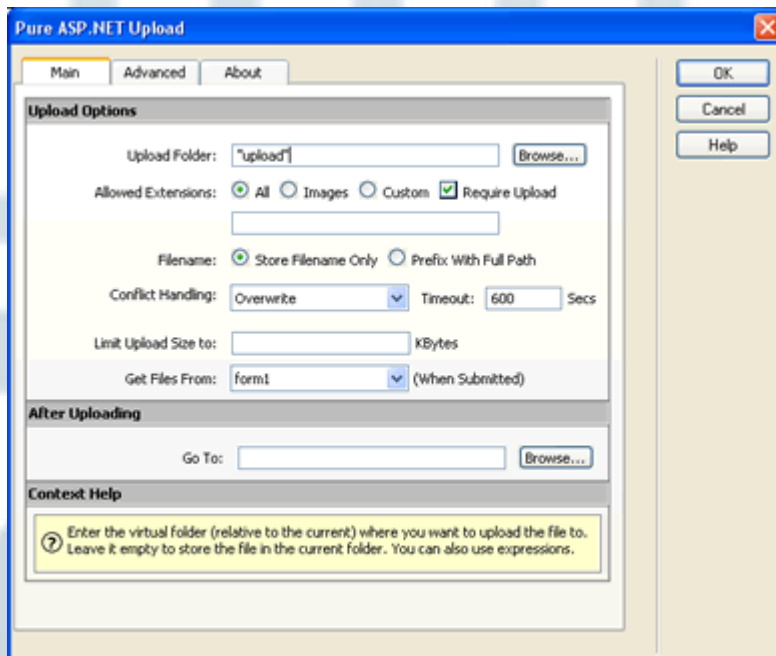 Pure ASP.NET Upload
Main Advanced About
OK
Cancel
Help
Upload Options
Upload Folder: "upload" Browse...
Allowed Extensions: All Images Custom Require Upload
Filename: Store Filename Only Prefix With Full Path
Conflict Handling: Overwrite Timeout: 600 Secs
Limit Upload Size to: KBytes
Get Files From: form1 (When Submitted)
After Uploading
Go To: Browse...
Context Help
Enter the virtual folder (relative to the current) where you want to upload the file to.
Leave it empty to store the file in the current folder. You can also use expressions.